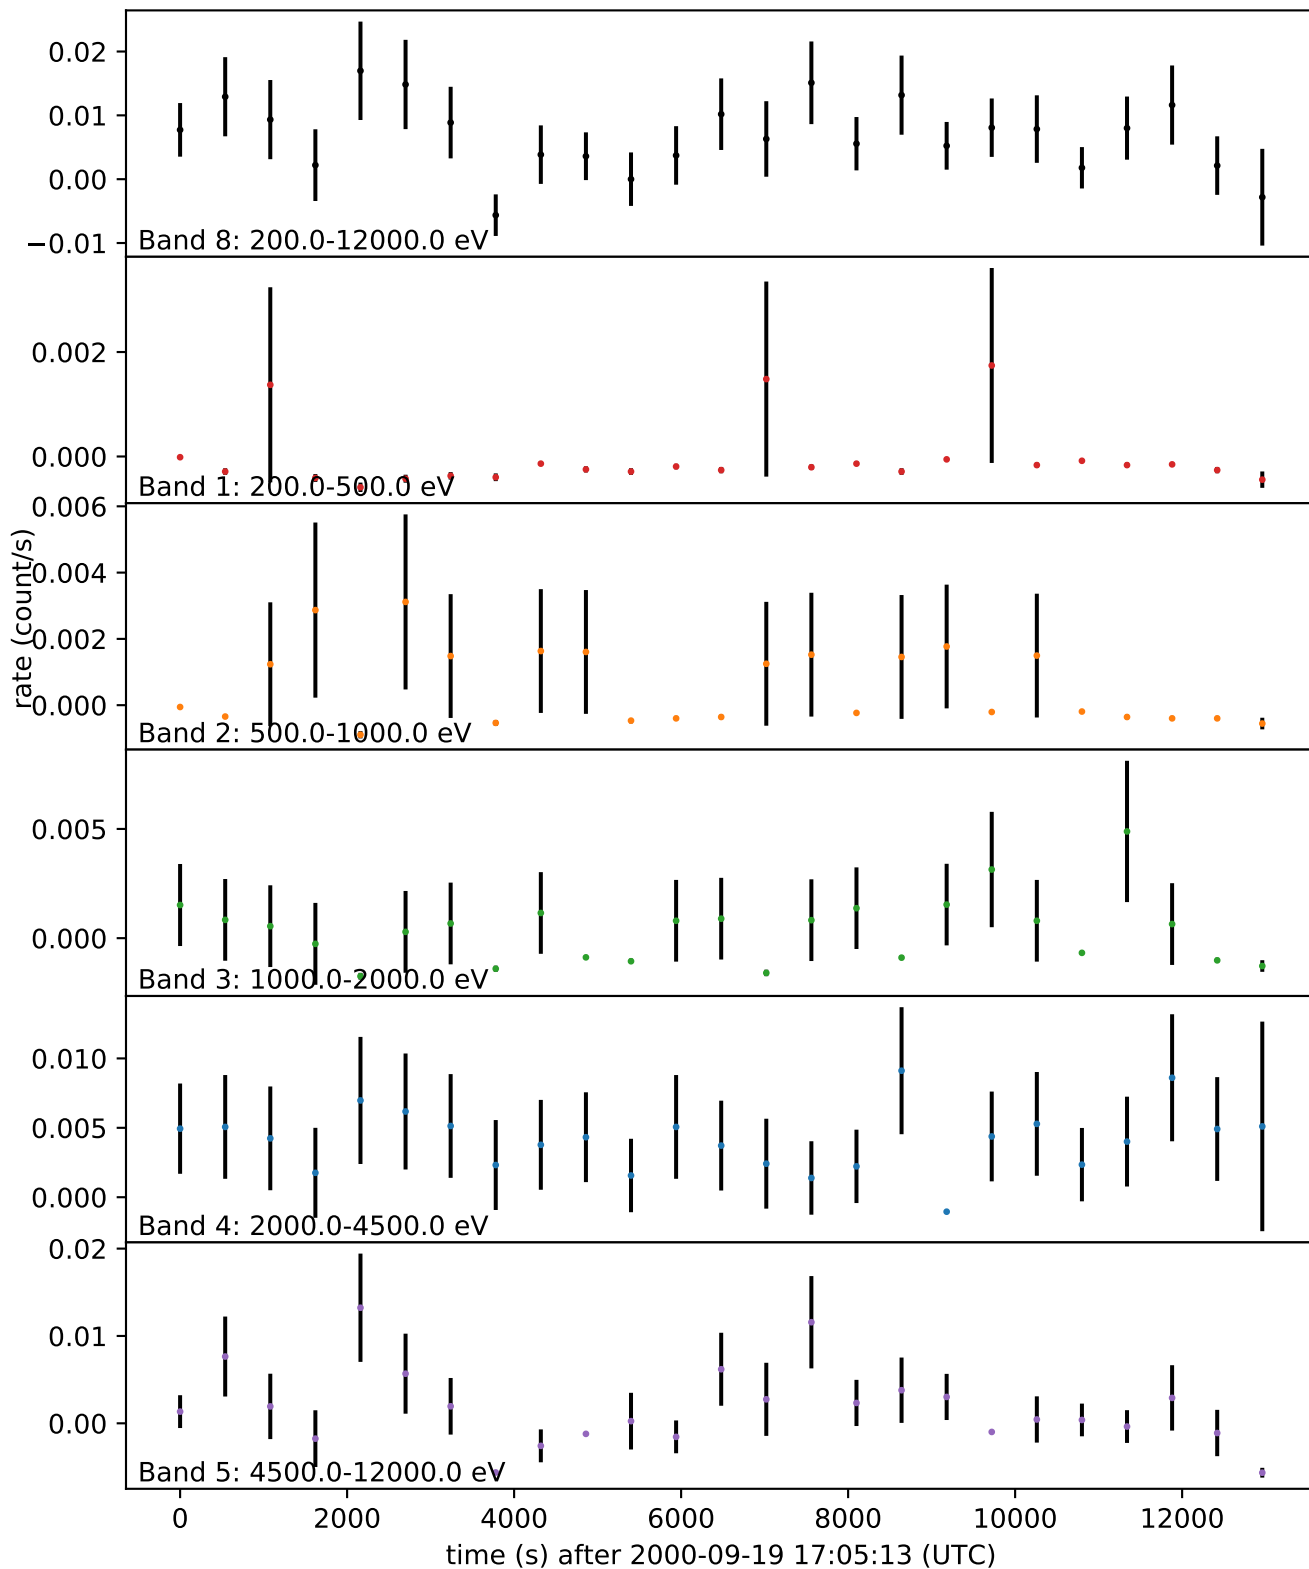 0.02
0.01
0.00
−0.01
Band 8: 200.0-12000.0 eV
0.002
0.000
Band 1: 200.0-500.0 eV
rate (count/s)
0.006
0.004
0.002
0.000
Band 2: 500.0-1000.0 eV
0.005
0.000
Band 3: 1000.0-2000.0 eV
0.010
0.005
0.000
Band 4: 2000.0-4500.0 eV
0.02
0.01
0.00
Band 5: 4500.0-12000.0 eV
0 2000 4000 6000 8000 10000 12000
time (s) after 2000-09-19 17:05:13 (UTC)